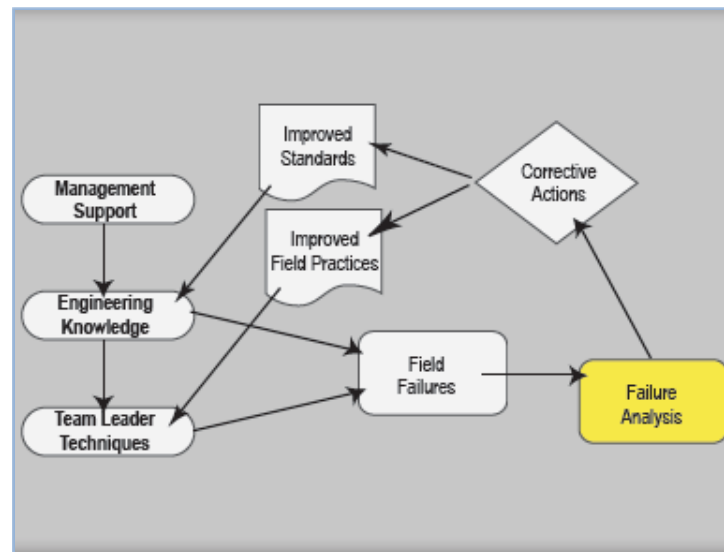 Improved
Standards
Corrective
Actions
Management
Support
Improved
Field Practices
Engineering
Knowledge
Field
Failures
Failure
Analysis
Team Leader
Techniques